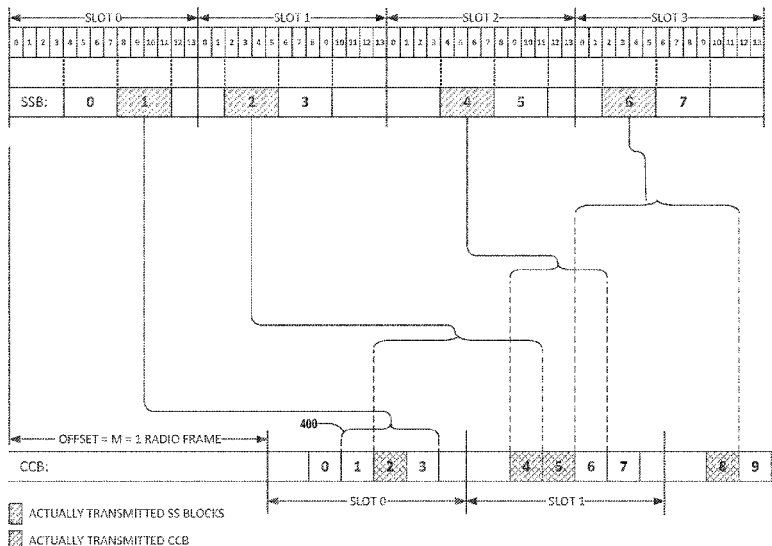 SLOT 0 SLOT 1 SLOT 2 SLOT 3
0 1 2 3 4 5 6 7 8 9 10 11 12 13 0 1 2 3 4 5 6 7 8 9 10 11 12 13 0 1 2 3 4 5 6 7 8 9 10 11 12 13 0 1 2 3 4 5 6 7 8 9 10 11 12 13
SSB: 0 1 2 3 4 5 6 7
400
OFFSET = M = 1 RADIO FRAME
CCB: 0 1 2 3 4 5 6 7 8 9
SLOT 0 SLOT 1
ACTUALLY TRANSMITTED SS BLOCKS
ACTUALLY TRANSMITTED CCB